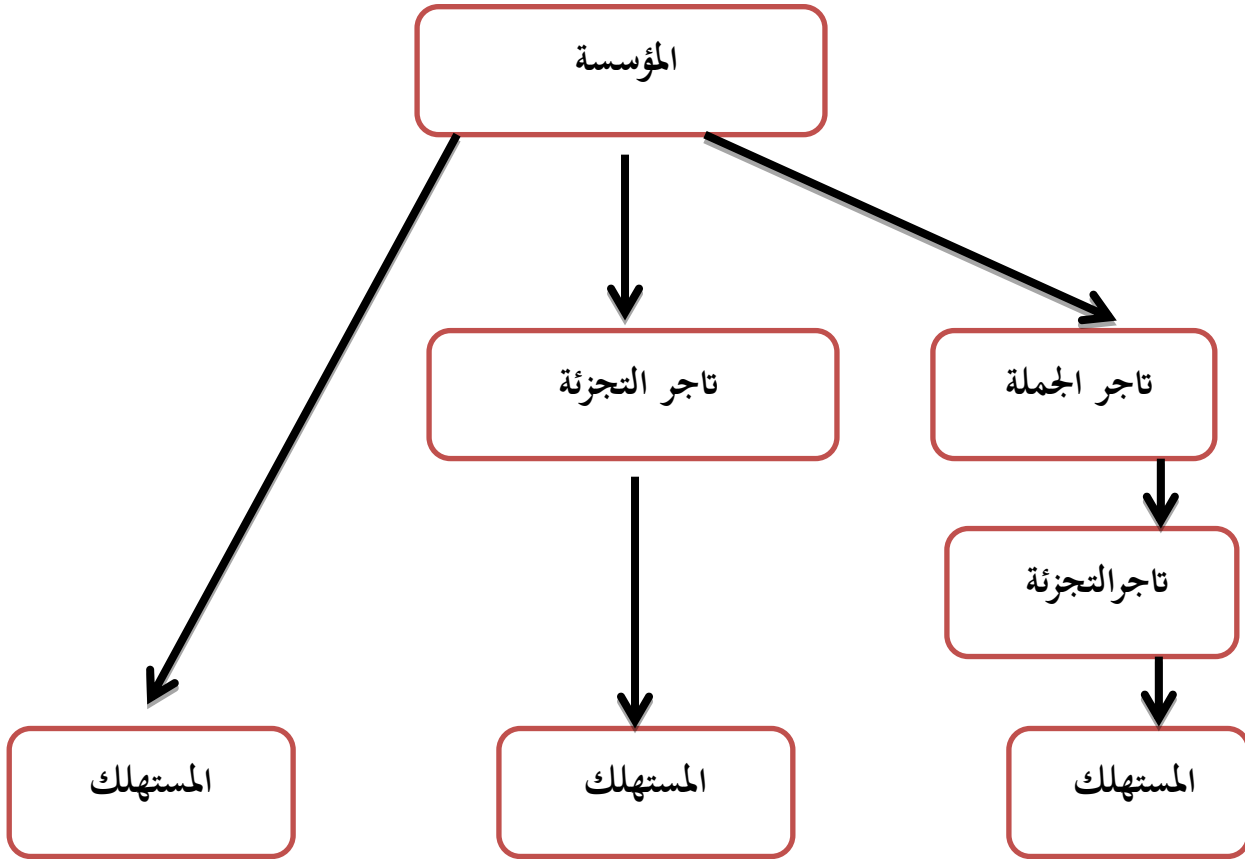 المؤسسة
تاجر الجملة
تاجر التجزئة
تاجرالتجزئة
المستهلك
المستهلك
المستهلك